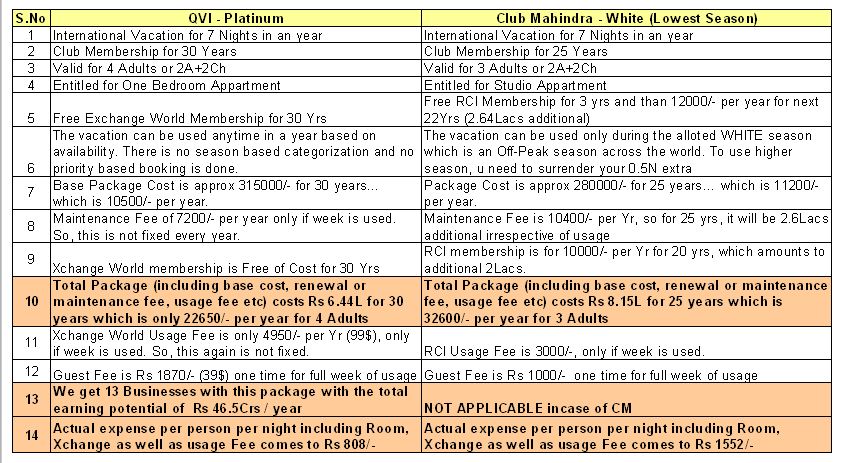 S.No QVI - Platinum Club Mahindra - White (Lowest Season)
1 International Vacation for 7 Nights in an year International Vacation for 7 Nights in an year
2 Club Membership for 30 Years Club Membership for 25 Years
3 Valid for 4 Adults or 2A+2Ch Valid for 3 Adults or 2A+2Ch
4 Entitled for One Bedroom Appartment Entitled for Studio Appartment
5 Free Exchange World Membership for 30 Yrs
Free RCI Membership for 3 yrs and than 12000/- per year for next
22Yrs (2.64Lacs additional)
6
The vacation can be used anytime in a year based on
availability. There is no season based categorization and no
priority based booking is done.
The vacation can be used only during the alloted WHITE season
which is an Off-Peak season across the world. To use higher
season, u need to surrender your 0.5N extra
7
Base Package Cost is approx 315000/- for 30 years...
which is 10500/- per year.
Package Cost is approx 280000/- for 25 years... which is 11200/-
per year.
8
Maintenance Fee of 7200/- per year only if week is used.
So, this is not fixed every year.
Maintenance Fee is 10400/- per Yr, so for 25 yrs, it will be 2.6Lacs
additional irrespective of usage
9
Xchange World membership is Free of Cost for 30 Yrs
RCI membership is for 10000/- per Yr for 20 yrs, which amounts to
additional 2Lacs.
10
Total Package (including base cost, renewal or
maintenance fee, usage fee etc) costs Rs 6.44L for 30
years which is only 22650/- per year for 4 Adults
Total Package (including base cost, renewal or maintenance
fee, usage fee etc) costs Rs 8.15L for 25 years which is
32600/- per year for 3 Adults
11
Xchange World Usage Fee is only 4950/- per Yr (99$), only
if week is used. So, this again is not fixed.
RCI Usage Fee is 3000/-, only if week is used.
12 Guest Fee is Rs 1870/- (39$) one time for full week of usage Guest Fee is Rs 1000/- one time for full week of usage
13
We get 13 Businesses with this package with the total
earning potential of Rs 46.5Crs / year
NOT APPLICABLE incase of CM
14
Actual expense per person per night including Room,
Xchange as well as usage Fee comes to Rs 808/-
Actual expense per person per night including Room,
Xchange as well as usage Fee comes to Rs 1552/-